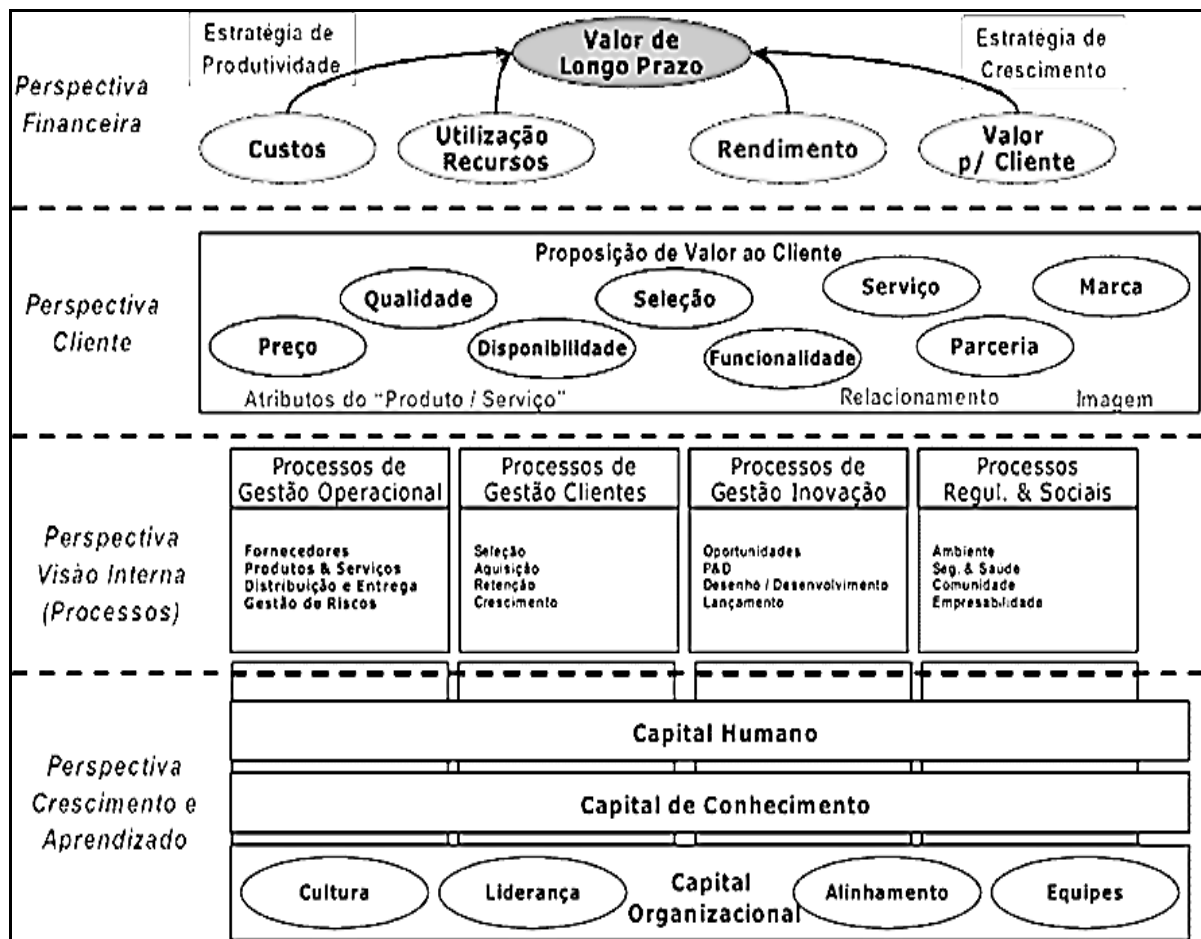 Estratégia de
Produtividade
Valor de
Longo Prazo
Estratégia de
Crescimento
Perspectiva
Financeira
Custos
Utilização
Recursos
Rendimento
Valor
p/ Cliente
Perspectiva
Cliente
Proposição de Valor ao Cliente
Qualidade
Seleção
Serviço
Marca
Preço
Disponibilidade
Funcionalidade
Parceria
Atributos do “Produto / Serviço”
Relacionamento
Imagem
Perspectiva
Visão Interna
(Processos)
Processos de
Gestão Operacional
Fornecedores
Produtos & Serviços
Distribuição e Entrega
Gestão de Riscos
Processos de
Gestão Clientes
Seleção
Aquisição
Retenção
Crescimento
Processos de
Gestão Inovação
Oportunidades
P&D
Desenho / Desenvolvimento
Lançamento
Processos
Regul. & Sociais
Ambiente
Seg. & Saúde
Comunidade
Empresabilidade
Perspectiva
Crescimento e
Aprendizado
Capital Humano
Capital de Conhecimento
Cultura
Liderança
Capital
Organizacional
Alinhamento
Equipes